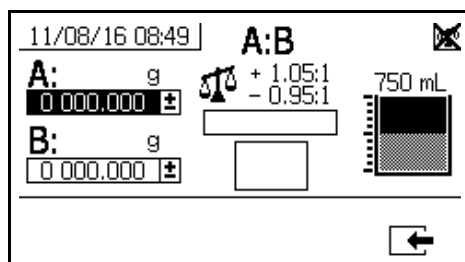 11/08/16 08:49
A:B
A: g
0 000.000 ±
+ 1.05:1
- 0.95:1
750 mL
B: g
0 000.000 ±